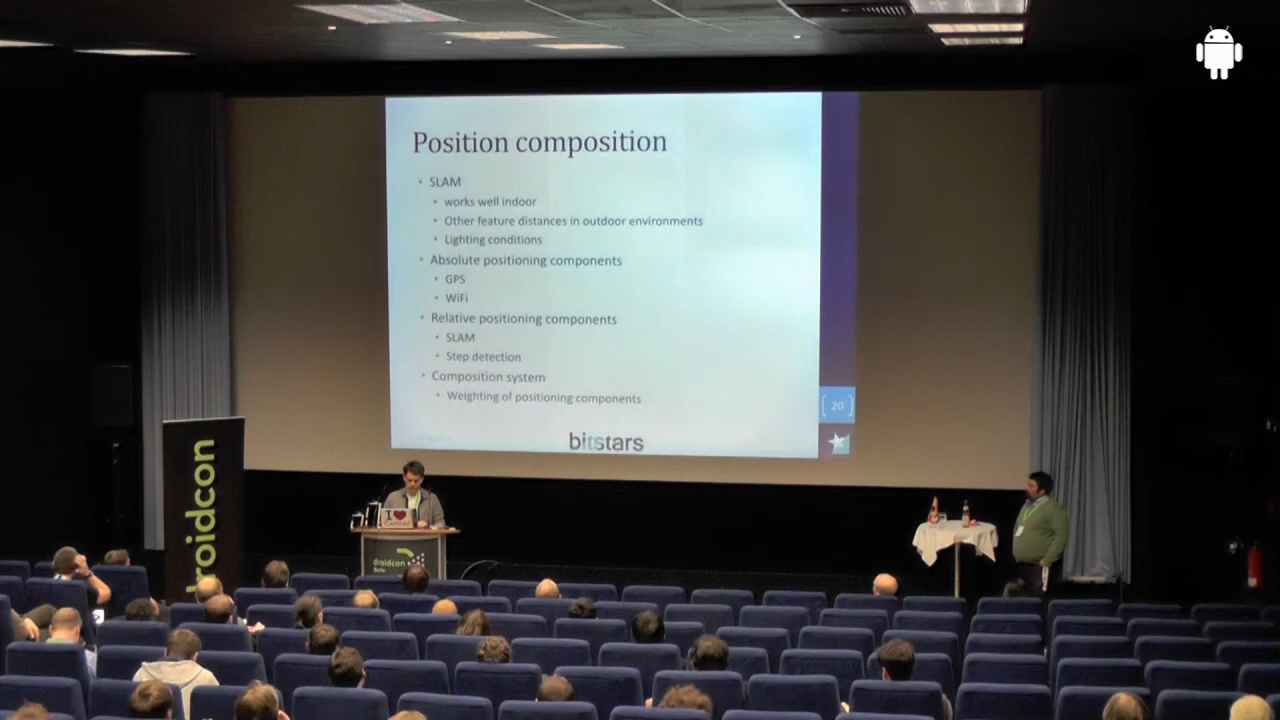 Position composition
• SLAM
• works well indoor
• Other feature distances in outdoor environments
• Lighting conditions
• Absolute positioning components
• GPS
• WiFi
• Relative positioning components
• SLAM
• Step detection
• Composition system
• Weighting of positioning components
[ 20 ]
bitstars
droidcon
I ❤
droidcon